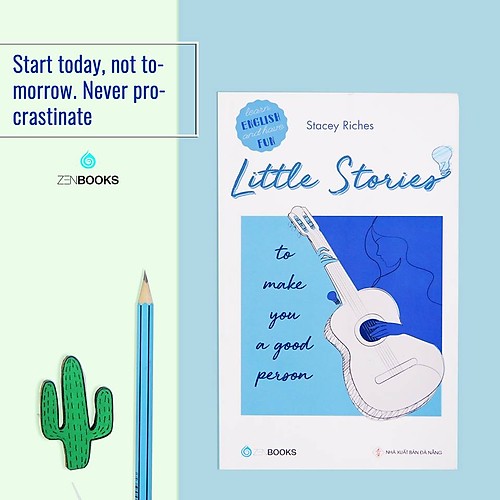 Start today, not to-
morrow. Never pro-
crastinate
ZENBOOKS
learn
ENGLISH
and have
FUN
Stacey Riches
Little Stories
to
make
you
a good
person
ZENBOOKS
NHÀ XUẤT BẢN ĐÀ NẴNG